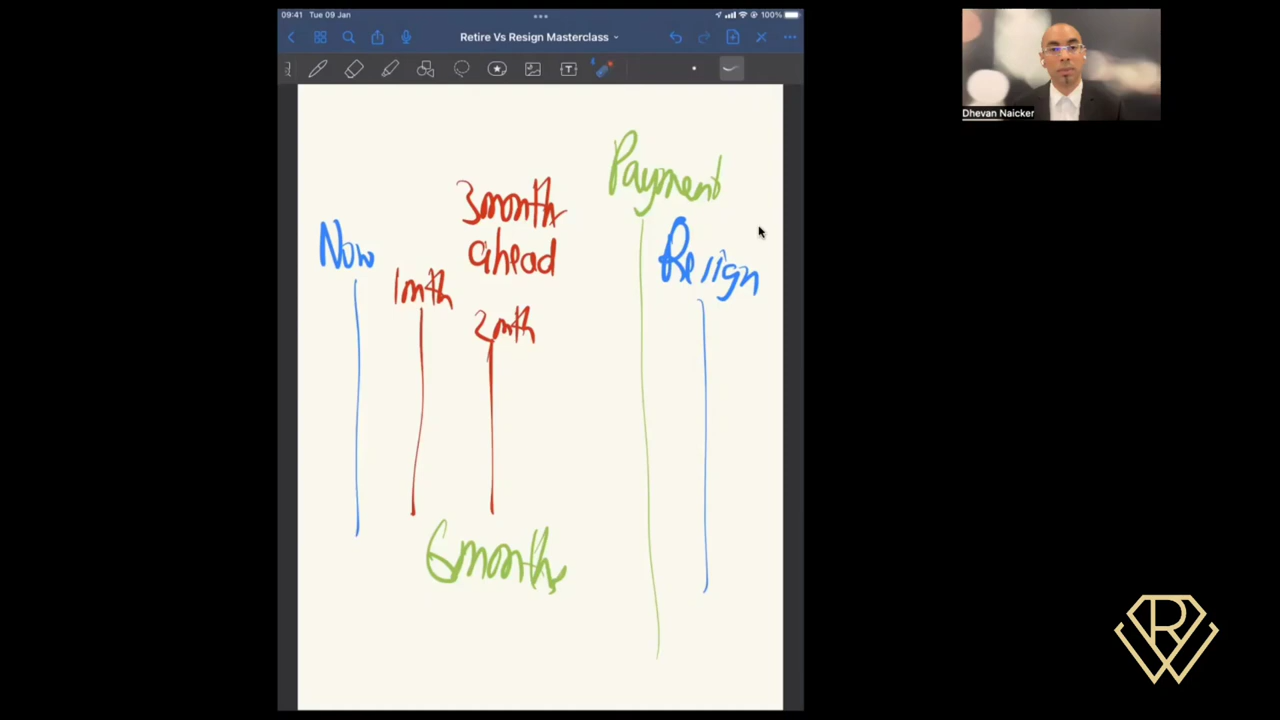 09:41 Tue 09 Jan
100%
Retire Vs Resign Masterclass
Dhevan Naicker
Payment
3month
ahead
Now
Resign
1mth
2mth
6months
RW